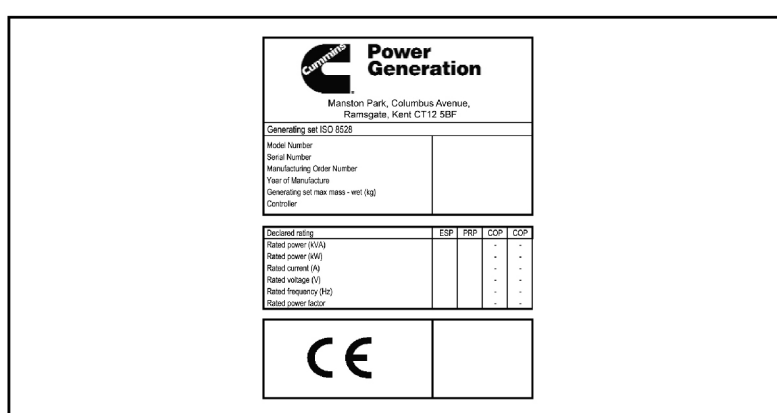 Cummins
Power
Generation
Manston Park, Columbus Avenue,
Ramsgate, Kent CT12 5BF
Generating set ISO 8528
Model Number
Serial Number
Manufacturing Order Number
Year of Manufacture
Generating set max mass - wet (kg)
Controller
Declared rating ESP PRP COP COP
Rated power (kVA) - -
Rated power (kW) - -
Rated current (A) - -
Rated voltage (V) - -
Rated frequency (Hz) - -
Rated power factor - -
CE